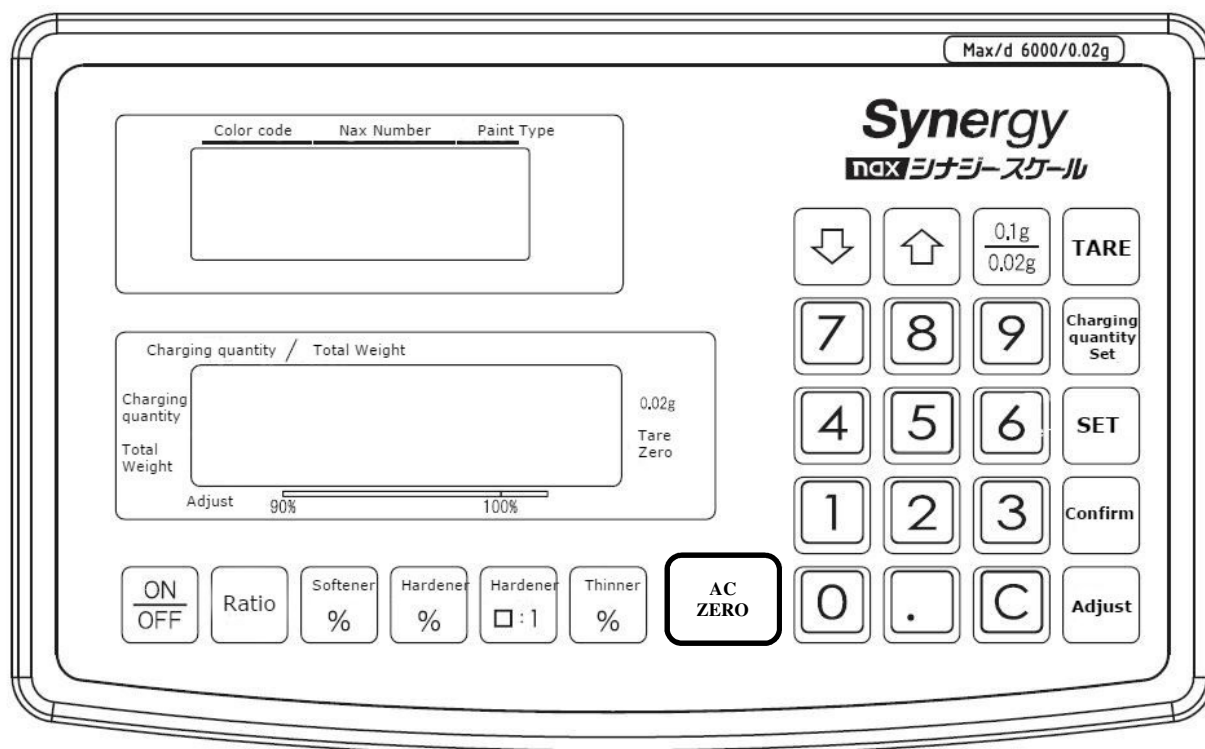 Max/d 6000/0.02g
Color code Nax Number Paint Type
Synergy
nax シナジースケール
0.1g
0.02g
TARE
7 8 9
Charging
quantity
Set
Charging quantity / Total Weight
Charging
quantity
Total
Weight
0.02g
Tare
Zero
Adjust 90% 100%
4 5 6 SET
1 2 3 Confirm
ON
OFF
Ratio
Softener
%
Hardener
%
Hardener
□:1
Thinner
%
AC
ZERO
0 . C Adjust